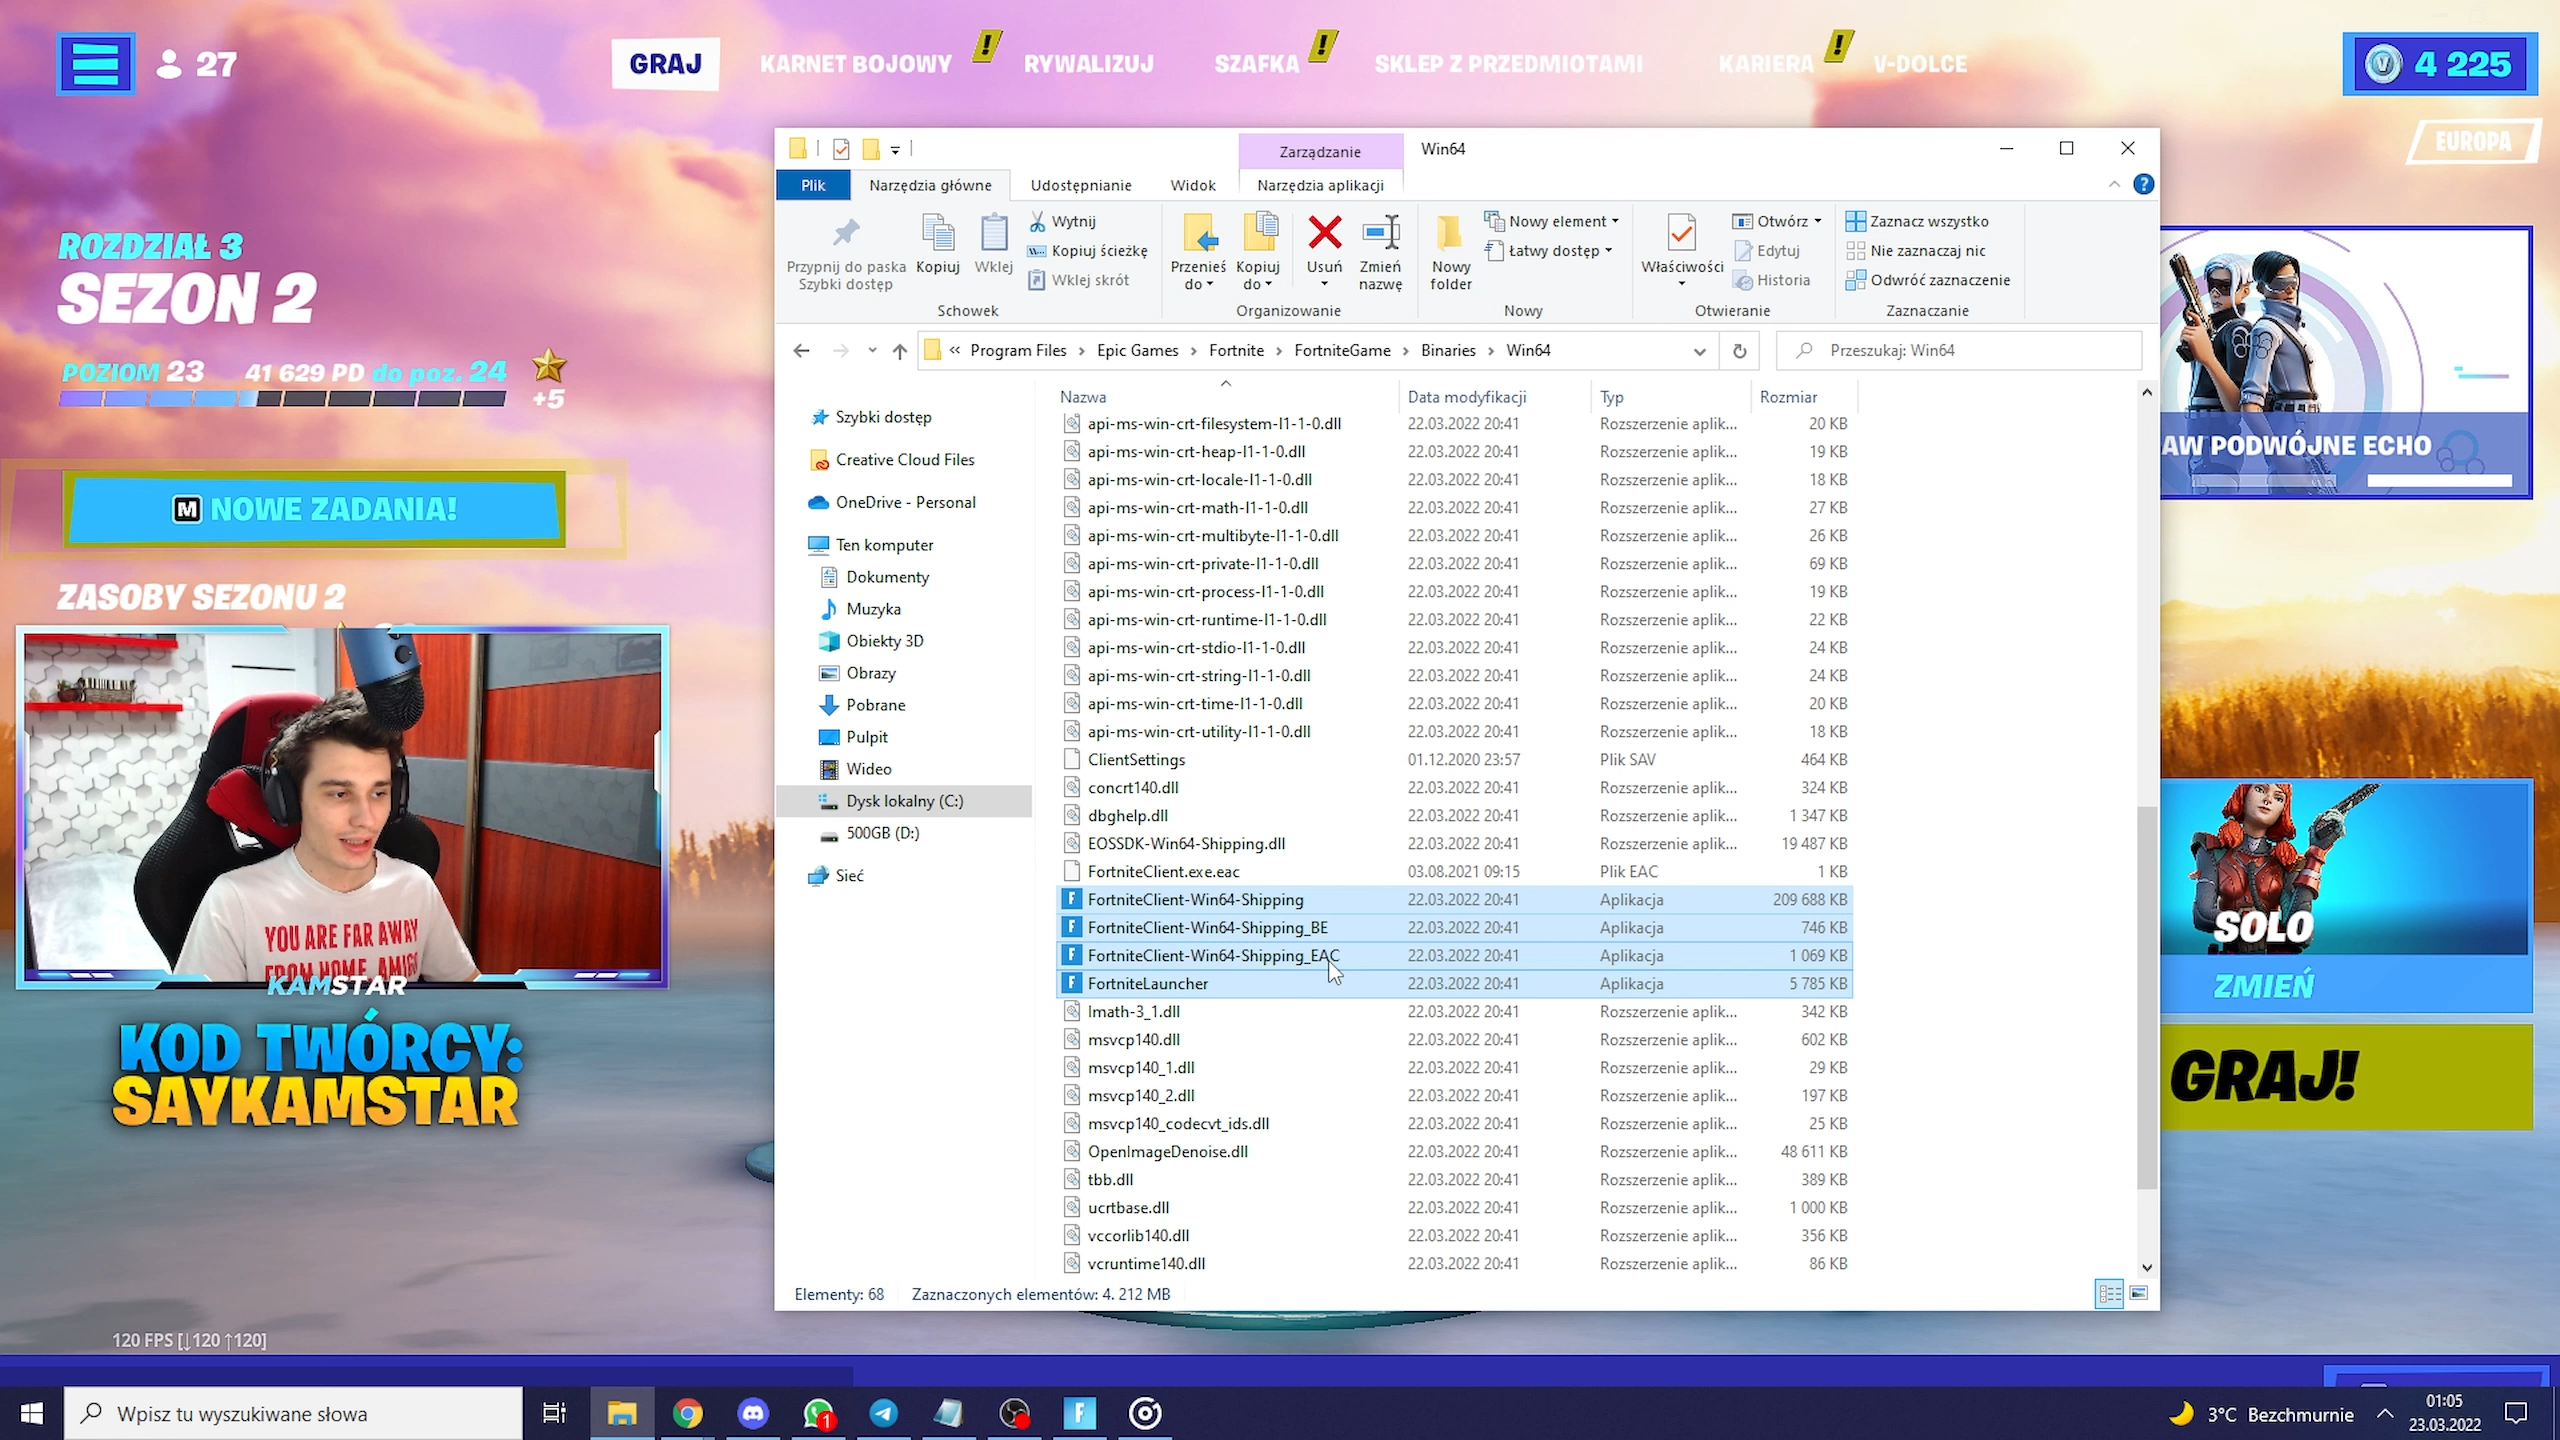 27
GRAJ
KARNET BOJOWY
RYWALIZUJ
SZAFKA
SKLEP Z PRZEDMIOTAMI
KARIERA
V-DOLCE
4 225
EUROPA
ROZDZIAŁ 3
SEZON 2
POZIOM 23 41 629 PD do poz. 24
+5
M NOWE ZADANIA!
ZASOBY SEZONU 2
YOU ARE FAR AWAY
FROM HOME, AMIGO
KAMSTAR
KOD TWÓRCY:
SAYKAMSTAR
120 FPS [↓120 ↑120]
Zarządzanie
Win64
Plik
Narzędzia główne
Udostępnianie
Widok
Narzędzia aplikacji
Przypnij do paska
Szybki dostęp
Kopiuj
Wklej
Wytnij
Kopiuj ścieżkę
Wklej skrót
Schowek
Przenieś
do
Kopiuj
do
Usuń
Zmień
nazwę
Organizowanie
Nowy
folder
Nowy element
Łatwy dostęp
Nowy
Właściwości
Otwórz
Edytuj
Historia
Otwieranie
Zaznacz wszystko
Nie zaznaczaj nic
Odwróć zaznaczenie
Zaznaczanie
« Program Files › Epic Games › Fortnite › FortniteGame › Binaries › Win64
Przeszukaj: Win64
Szybki dostęp
Creative Cloud Files
OneDrive - Personal
Ten komputer
Dokumenty
Muzyka
Obiekty 3D
Obrazy
Pobrane
Pulpit
Wideo
Dysk lokalny (C:)
500GB (D:)
Sieć
Nazwa Data modyfikacji Typ Rozmiar
api-ms-win-crt-filesystem-l1-1-0.dll 22.03.2022 20:41 Rozszerzenie aplik... 20 KB
api-ms-win-crt-heap-l1-1-0.dll 22.03.2022 20:41 Rozszerzenie aplik... 19 KB
api-ms-win-crt-locale-l1-1-0.dll 22.03.2022 20:41 Rozszerzenie aplik... 18 KB
api-ms-win-crt-math-l1-1-0.dll 22.03.2022 20:41 Rozszerzenie aplik... 27 KB
api-ms-win-crt-multibyte-l1-1-0.dll 22.03.2022 20:41 Rozszerzenie aplik... 26 KB
api-ms-win-crt-private-l1-1-0.dll 22.03.2022 20:41 Rozszerzenie aplik... 69 KB
api-ms-win-crt-process-l1-1-0.dll 22.03.2022 20:41 Rozszerzenie aplik... 19 KB
api-ms-win-crt-runtime-l1-1-0.dll 22.03.2022 20:41 Rozszerzenie aplik... 22 KB
api-ms-win-crt-stdio-l1-1-0.dll 22.03.2022 20:41 Rozszerzenie aplik... 24 KB
api-ms-win-crt-string-l1-1-0.dll 22.03.2022 20:41 Rozszerzenie aplik... 24 KB
api-ms-win-crt-time-l1-1-0.dll 22.03.2022 20:41 Rozszerzenie aplik... 20 KB
api-ms-win-crt-utility-l1-1-0.dll 22.03.2022 20:41 Rozszerzenie aplik... 18 KB
ClientSettings 01.12.2020 23:57 Plik SAV 464 KB
concrt140.dll 22.03.2022 20:41 Rozszerzenie aplik... 324 KB
dbghelp.dll 22.03.2022 20:41 Rozszerzenie aplik... 1 347 KB
EOSSDK-Win64-Shipping.dll 22.03.2022 20:41 Rozszerzenie aplik... 19 487 KB
FortniteClient.exe.eac 03.08.2021 09:15 Plik EAC 1 KB
FortniteClient-Win64-Shipping 22.03.2022 20:41 Aplikacja 209 688 KB
FortniteClient-Win64-Shipping_BE 22.03.2022 20:41 Aplikacja 746 KB
FortniteClient-Win64-Shipping_EAC 22.03.2022 20:41 Aplikacja 1 069 KB
FortniteLauncher 22.03.2022 20:41 Aplikacja 5 785 KB
Imath-3_1.dll 22.03.2022 20:41 Rozszerzenie aplik... 342 KB
msvcp140.dll 22.03.2022 20:41 Rozszerzenie aplik... 602 KB
msvcp140_1.dll 22.03.2022 20:41 Rozszerzenie aplik... 29 KB
msvcp140_2.dll 22.03.2022 20:41 Rozszerzenie aplik... 197 KB
msvcp140_codecvt_ids.dll 22.03.2022 20:41 Rozszerzenie aplik... 25 KB
OpenImageDenoise.dll 22.03.2022 20:41 Rozszerzenie aplik... 48 611 KB
tbb.dll 22.03.2022 20:41 Rozszerzenie aplik... 389 KB
ucrtbase.dll 22.03.2022 20:41 Rozszerzenie aplik... 1 000 KB
vccorlib140.dll 22.03.2022 20:41 Rozszerzenie aplik... 356 KB
vcruntime140.dll 22.03.2022 20:41 Rozszerzenie aplik... 86 KB
Elementy: 68 Zaznaczonych elementów: 4. 212 MB
AW PODWÓJNE ECHO
SOLO
ZMIEŃ
GRAJ!
Wpisz tu wyszukiwane słowa
1
3°C Bezchmurnie
01:05
23.03.2022